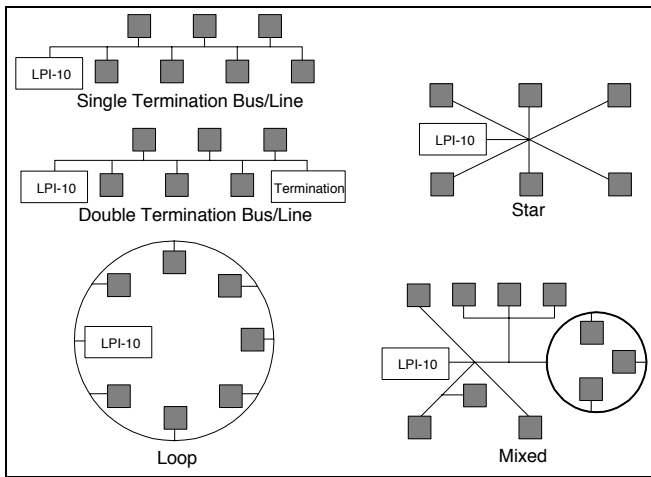 LPI-10
Single Termination Bus/Line
LPI-10
Termination
Double Termination Bus/Line
LPI-10
Star
LPI-10
Loop
LPI-10
Mixed